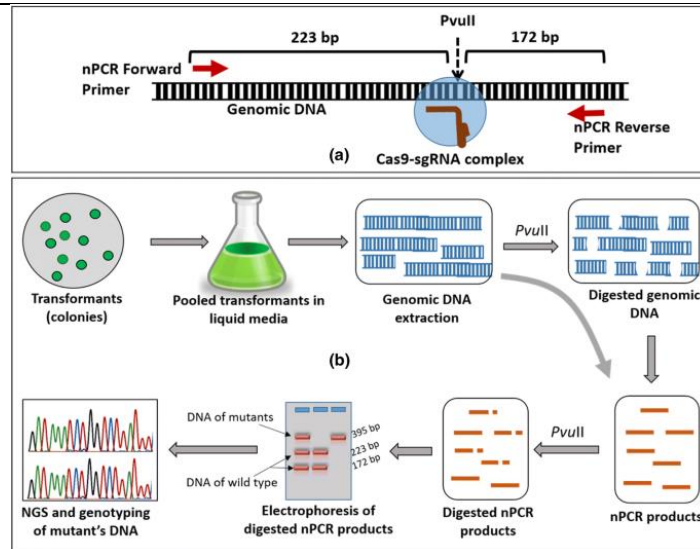 PvuII
223 bp
172 bp
nPCR Forward
Primer
Genomic DNA
nPCR Reverse
Primer
(a)
Cas9-sgRNA complex
Transformants
(colonies)
Pooled transformants in
liquid media
Genomic DNA
extraction
PvuII
Digested genomic
DNA
(b)
NGS and genotyping
of mutant's DNA
DNA of mutants
DNA of wild type
395 bp
223 bp
172 bp
Electrophoresis of
digested nPCR products
Digested nPCR
products
PvuII
nPCR products